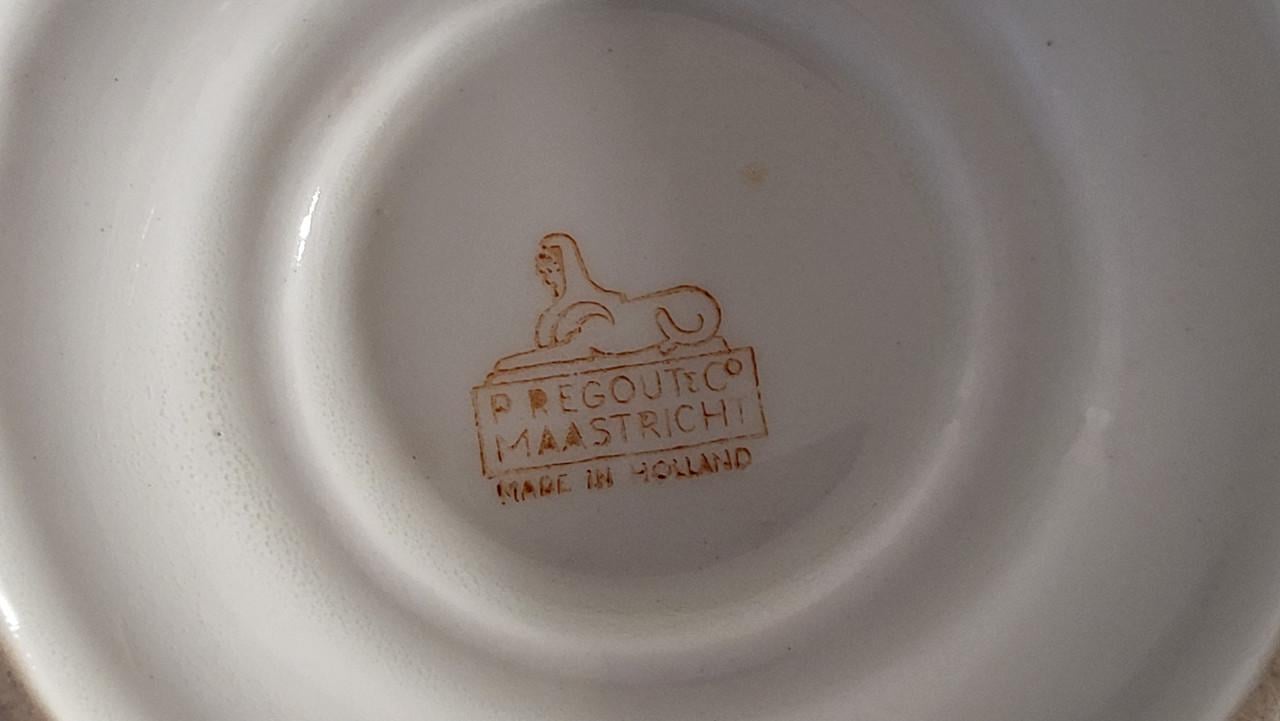 P. REGOUT & Co
MAASTRICHT
MADE IN HOLLAND